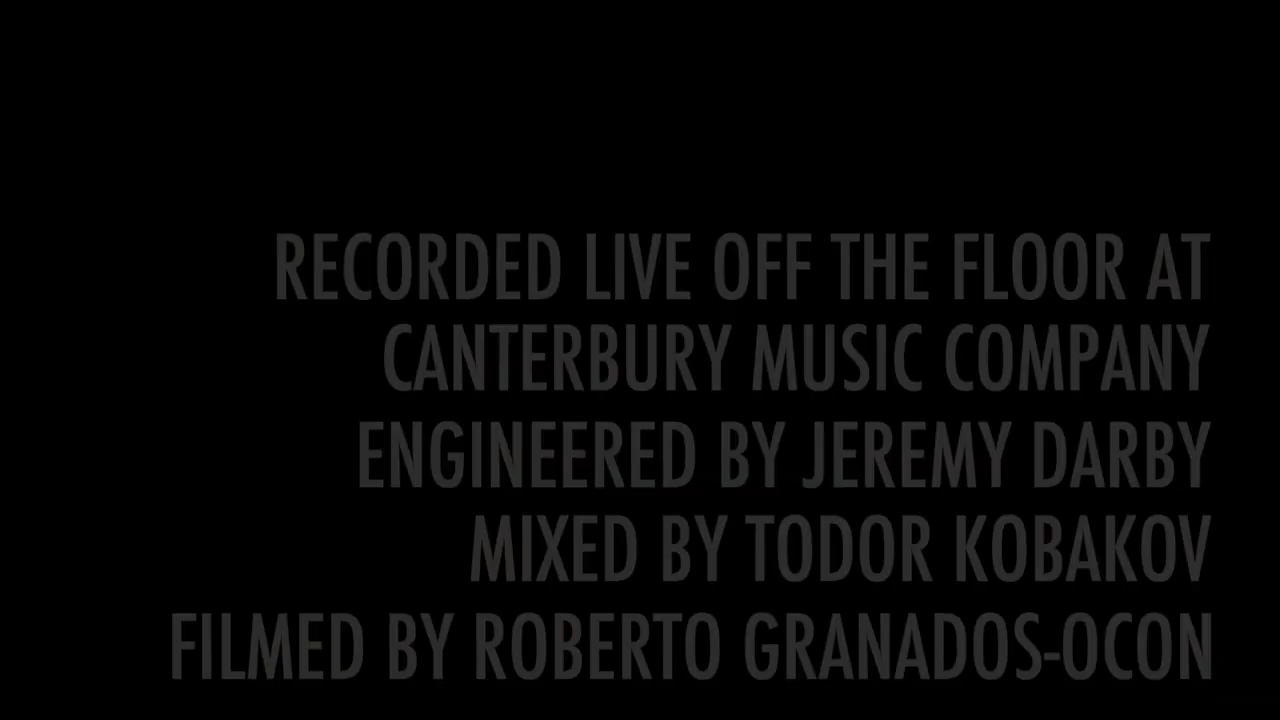 RECORDED LIVE OFF THE FLOOR AT
CANTERBURY MUSIC COMPANY
ENGINEERED BY JEREMY DARBY
MIXED BY TODOR KOBAKOV
FILMED BY ROBERTO GRANADOS-OCON